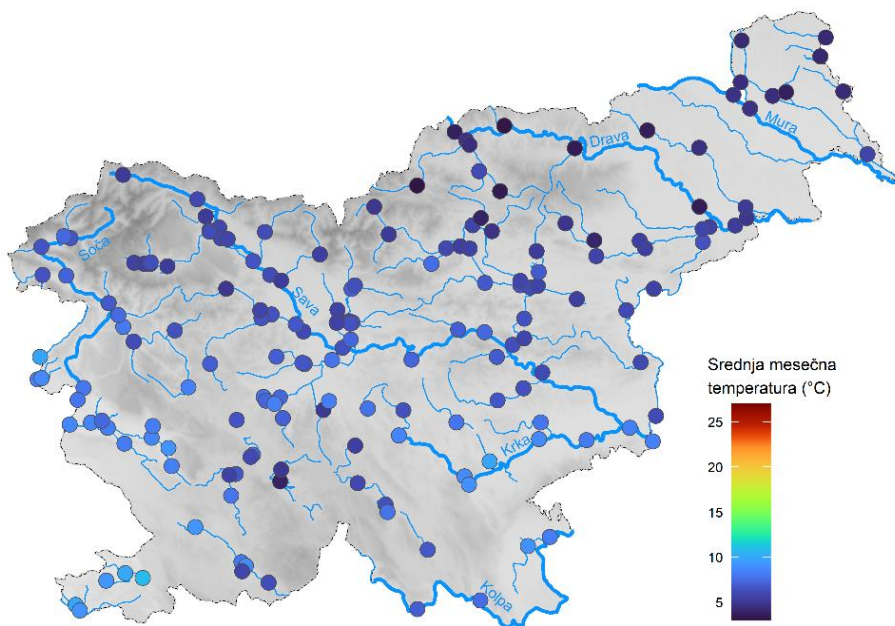 Mura
Drava
Soča
Sava
Krka
Kolpa
Srednja mesečna
temperatura (°C)
25
20
15
10
5